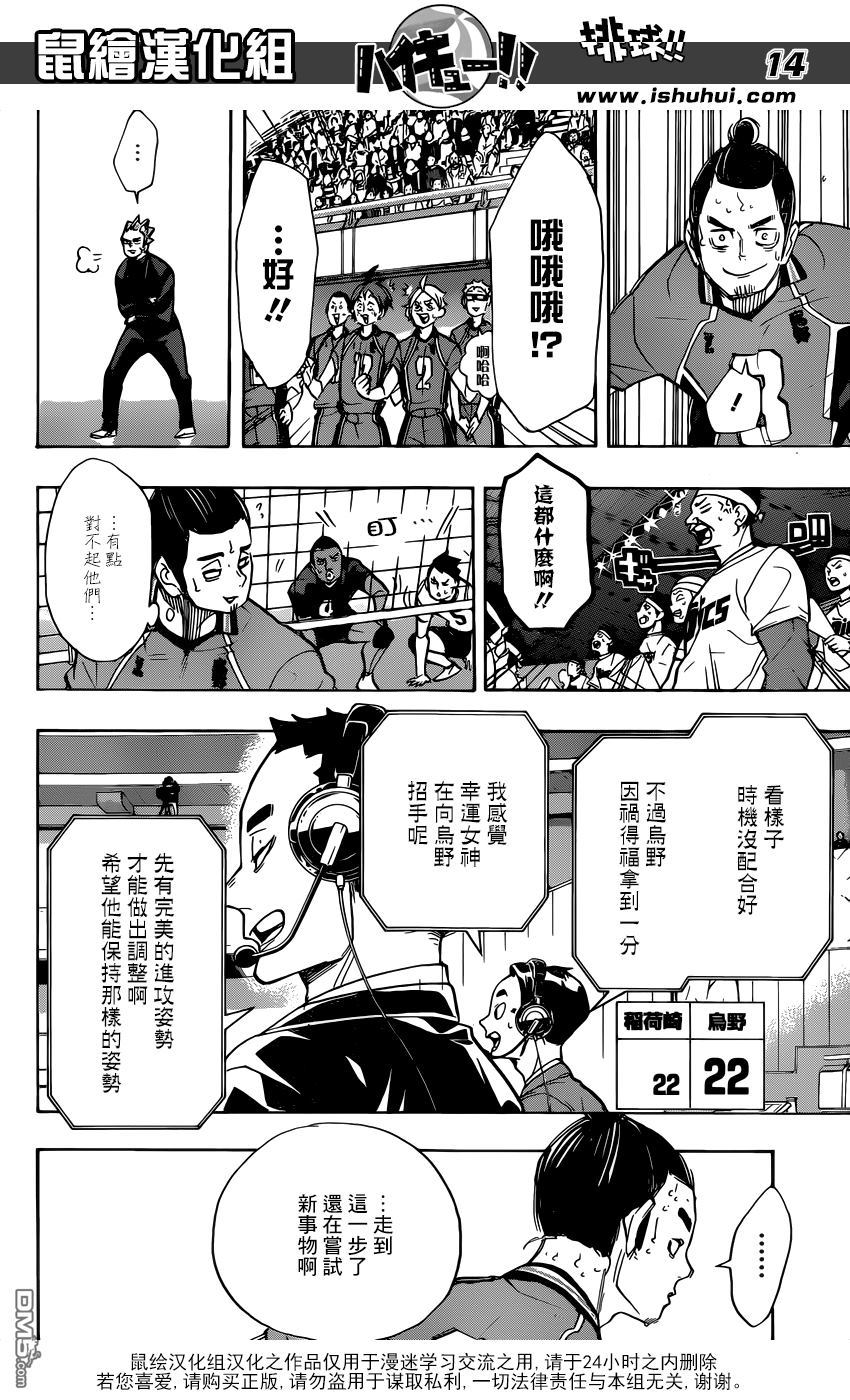 鼠繪漢化組
ハイキュー!!
排球!!
14
www.ishuhui.com
!
哦哦哦!?
…好!!
啊哈哈
2
…
這都什麼啊!!
…有點
對不起他們…
看樣子
時機沒配合好
不過烏野
因禍得福拿到一分
我感覺
幸運女神
在向烏野
招手呢
先有完美的進攻姿勢
才能做出調整啊
希望他能保持那樣的姿勢
稲荷崎
烏野
22
22
……
…走到
這一步了
還在嘗試
新事物啊
DM5.com
鼠绘汉化组汉化之作品仅用于漫迷学习交流之用, 请于24小时之内删除
若您喜爱, 请购买正版, 请勿盗用于谋取私利, 一切法律责任与本组无关, 谢谢。